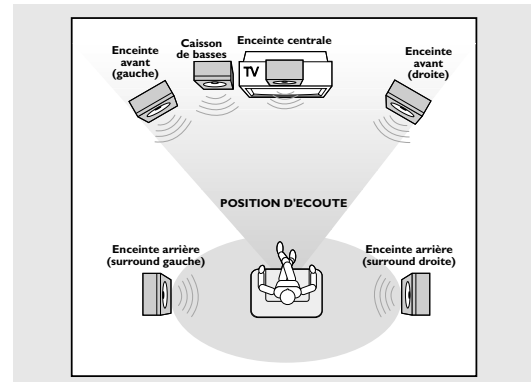 Enceinte
avant
(gauche)
Caisson
de basses
Enceinte centrale
Enceinte
avant
(droite)
TV
POSITION D'ECOUTE
Enceinte arrière
(surround gauche)
Enceinte arrière
(surround droite)